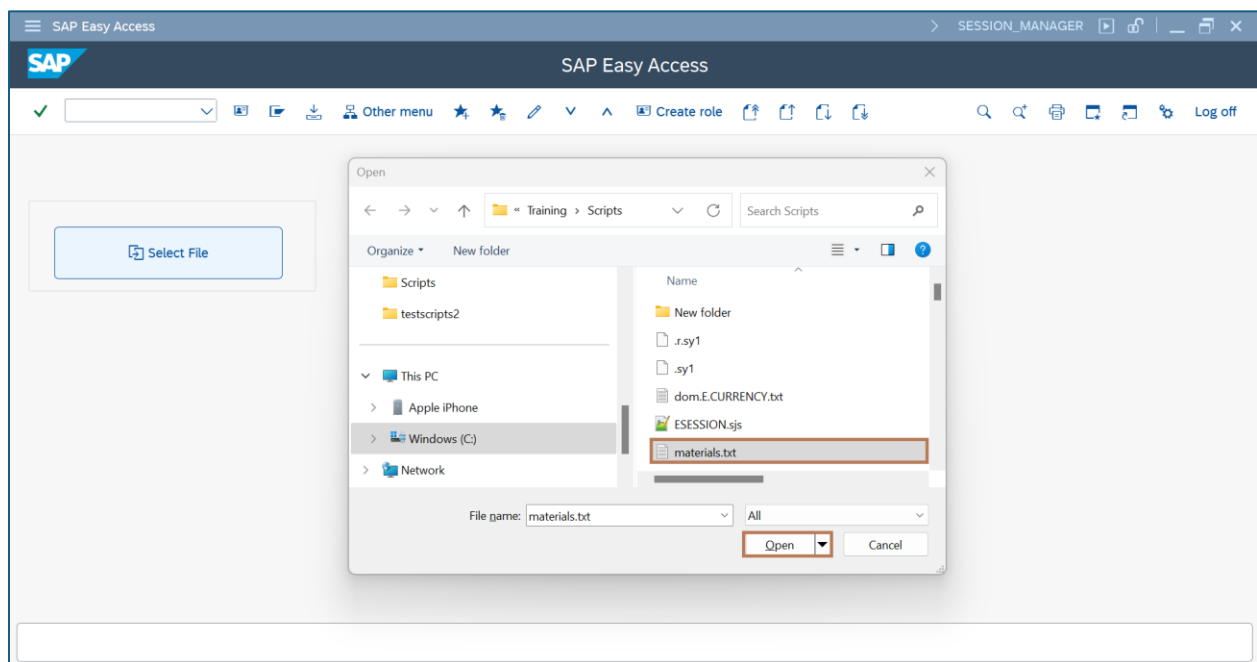 SAP Easy Access
SESSION_MANAGER
SAP
SAP Easy Access
Other menu
Create role
Log off
Select File
Open
« Training › Scripts
Search Scripts
Organize
New folder
Scripts
testscripts2
This PC
Apple iPhone
Windows (C:)
Network
Name
New folder
.r.sy1
.sy1
dom.E.CURRENCY.txt
ESESSION.sjs
materials.txt
File name: materials.txt
All
Open
Cancel